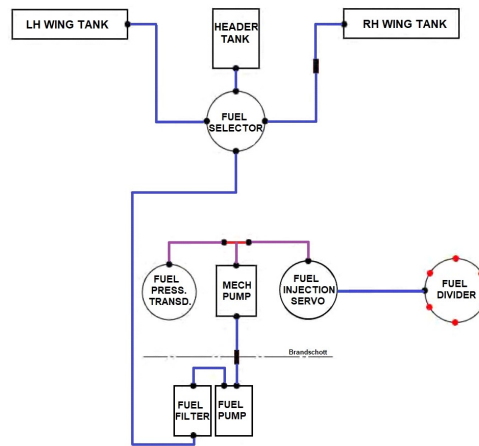 LH WING TANK
HEADER
TANK
RH WING TANK
FUEL
SELECTOR
FUEL
PRESS.
TRANSD.
MECH
PUMP
FUEL
INJECTION
SERVO
FUEL
DIVIDER
Brandschott
FUEL
FILTER
FUEL
PUMP